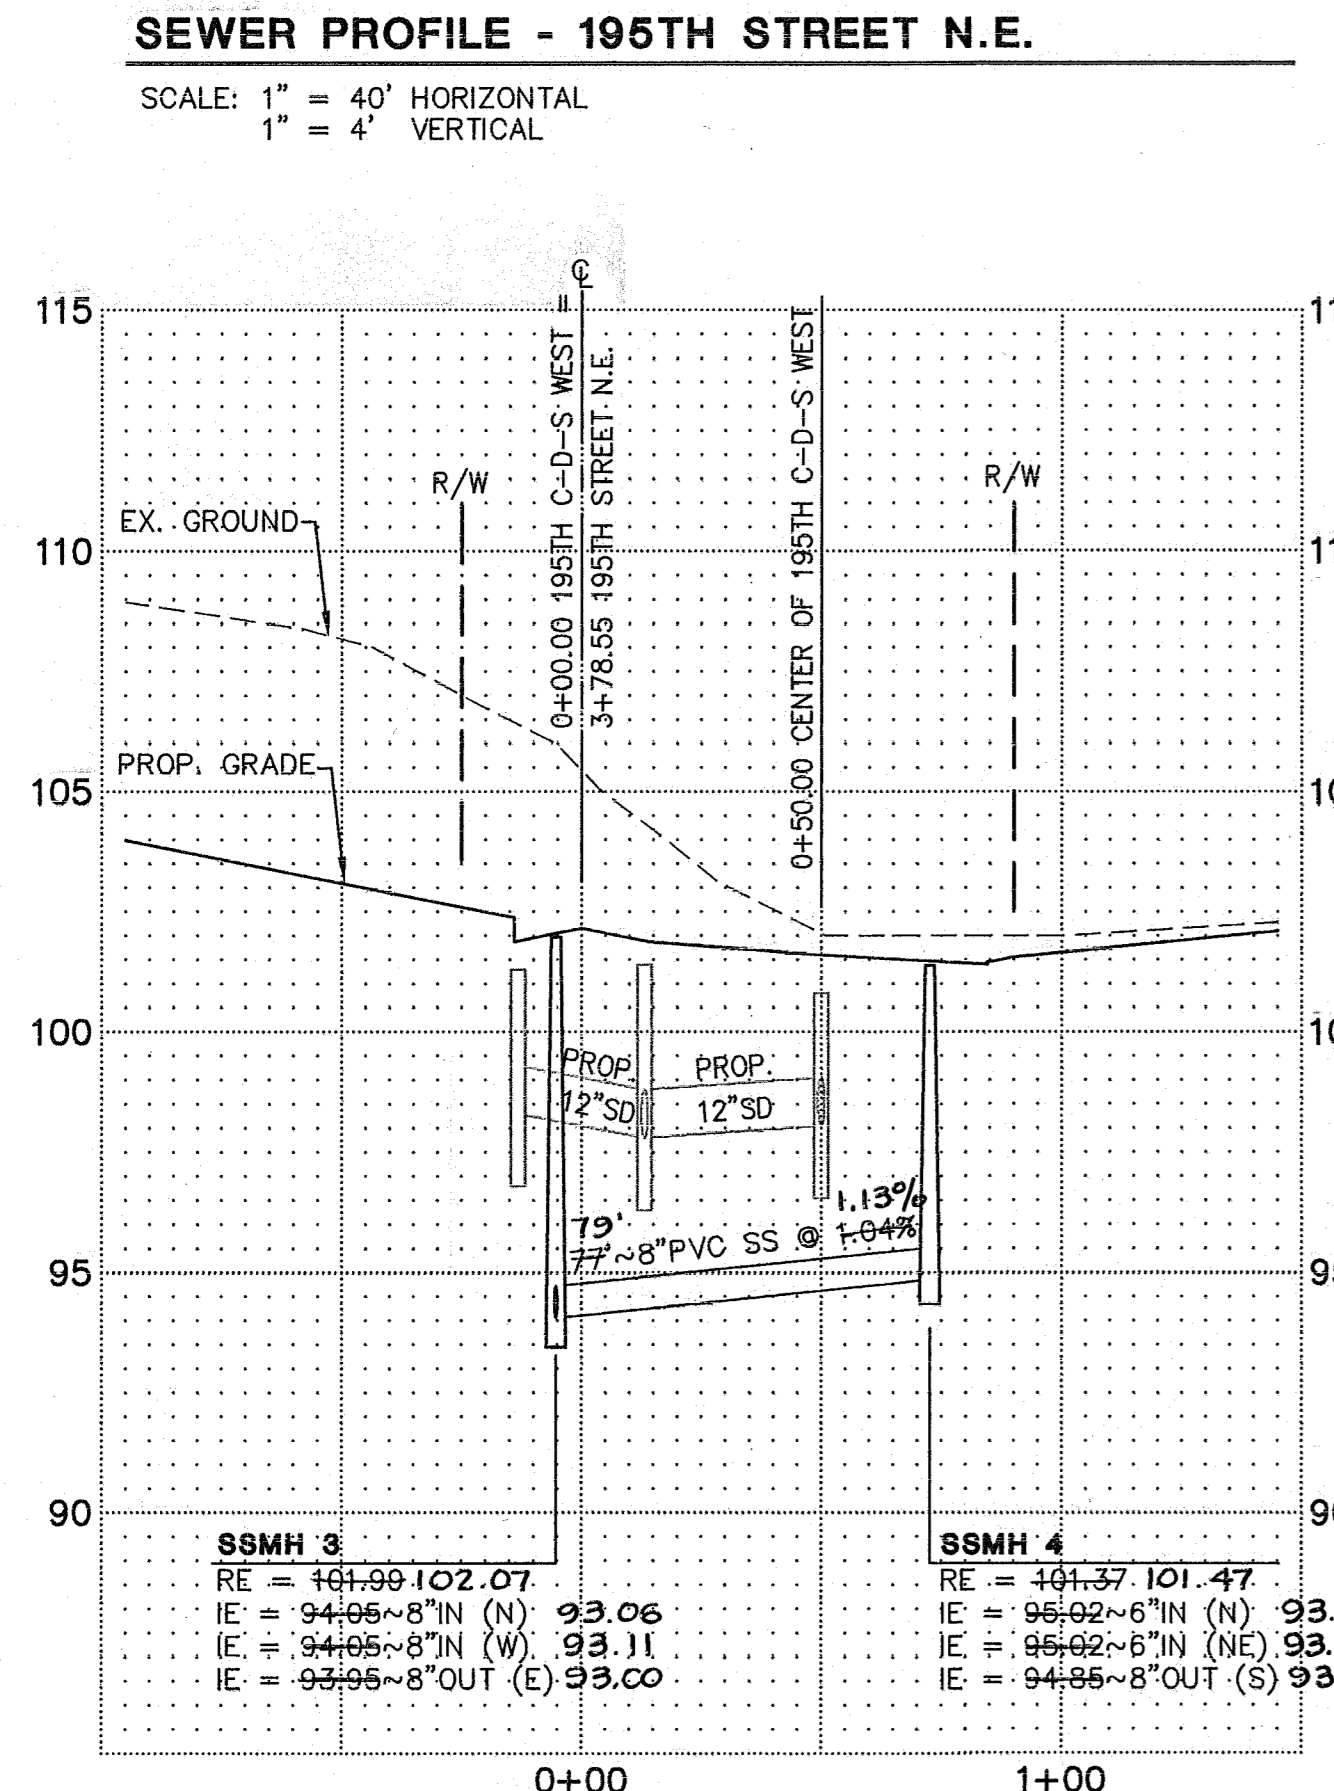 SEWER PROFILE - 195TH STREET N.E.
SCALE: 1" = 40' HORIZONTAL
1" = 4' VERTICAL
℄
115
0+00.00 195TH C-D-S WEST =
3+78.55 195TH STREET N.E.
0+50.00 CENTER OF 195TH C-D-S WEST
R/W
R/W
EX. GROUND
110
PROP. GRADE
105
100
PROP.
12"SD
PROP.
12"SD
1.13%
79'
77'~8"PVC SS @ 1.04%
95
90
SSMH 3
RE = 101.99 102.07
IE = 94.05~8"IN (N) 93.06
IE = 94.05~8"IN (W) 93.11
IE = 93.95~8"OUT (E) 93.00
SSMH 4
RE = 101.37 101.47
IE = 95.02~6"IN (N) 93.
IE = 95.02~6"IN (NE) 93.
IE = 94.85~8"OUT (S) 93
0+00
1+00